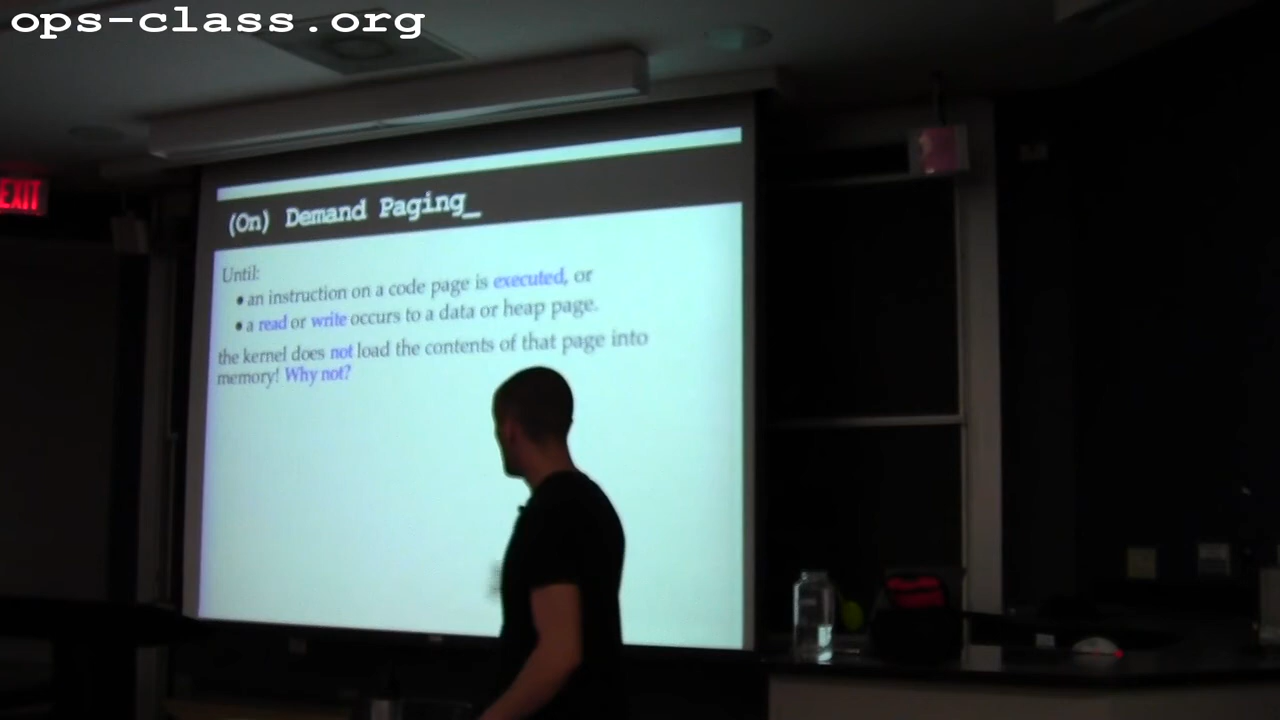 ops-class.org
EXIT
(On) Demand Paging_
Until:
• an instruction on a code page is executed, or
• a read or write occurs to a data or heap page.
the kernel does not load the contents of that page into
memory! Why not?